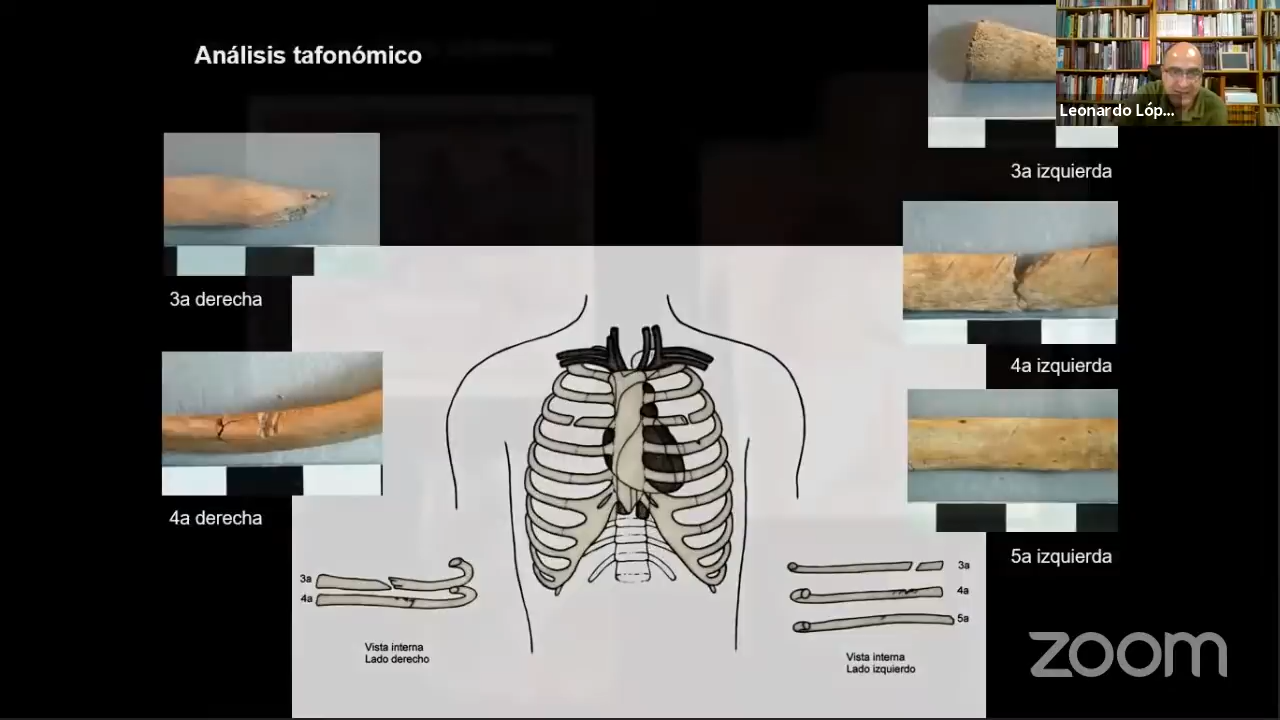 Análisis tafonómico
Leonardo Lóp...
3a izquierda
3a derecha
4a izquierda
4a derecha
5a izquierda
3a
4a
Vista interna
Lado derecho
3a
4a
5a
Vista interna
Lado izquierdo
zoom